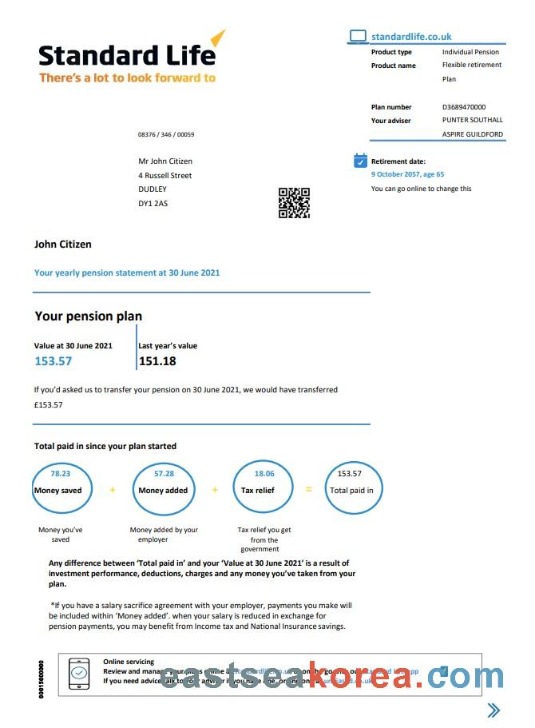 standardlife.co.uk
Standard Life
There's a lot to look forward to
Product type Individual Pension
Product name Flexible retirement
Plan
Plan number D3689470000
Your adviser PUNTER SOUTHALL
ASPIRE GUILDFORD
08376 / 346 / 00059
Mr John Citizen
4 Russell Street
DUDLEY
DY1 2AS
Retirement date:
9 October 2057, age 65
You can go online to change this
John Citizen
Your yearly pension statement at 30 June 2021
Your pension plan
Value at 30 June 2021 Last year's value
153.57 151.18
If you'd asked us to transfer your pension on 30 June 2021, we would have transferred
£153.57
Total paid in since your plan started
78.23 57.28 18.06 153.57
Money saved + Money added + Tax relief = Total paid in
Money you've Money added by your Tax relief you get
saved employer from the
government
Any difference between 'Total paid in' and your 'Value at 30 June 2021' is a result of
investment performance, deductions, charges and any money you've taken from your
plan.
*If you have a salary sacrifice agreement with your employer, payments you make will
be included within 'Money added'. when your salary is reduced in exchange for
pension payments, you may benefit from Income tax and National Insurance savings.
Online servicing
Review and manage your
If you need advice talk to your adviser if you have one
eastseakorea.com